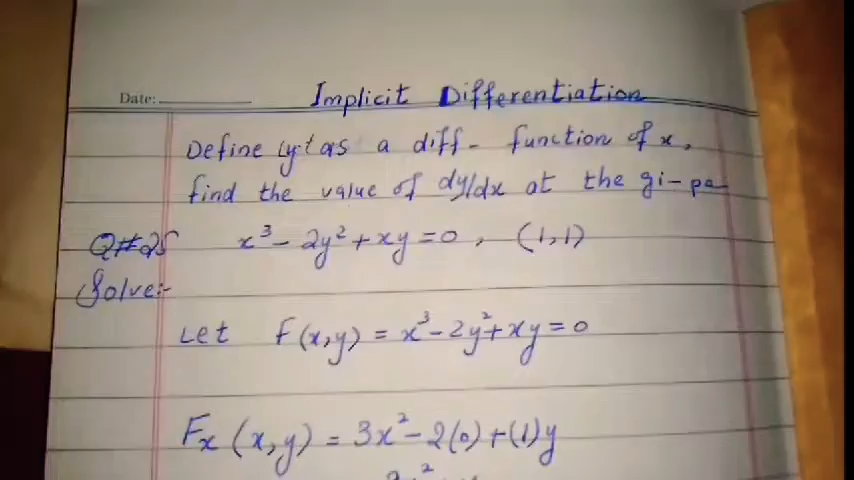 Date:
Implicit Differentiation
Define y as a diff- function of x,
find the value of dy/dx at the gi- pa
Q#25 x³ - 2y² + xy = 0, (1,1)
Solve:-
Let F(x,y) = x³ - 2y² + xy = 0
Fx (x,y) = 3x² - 2(0) + (1)y